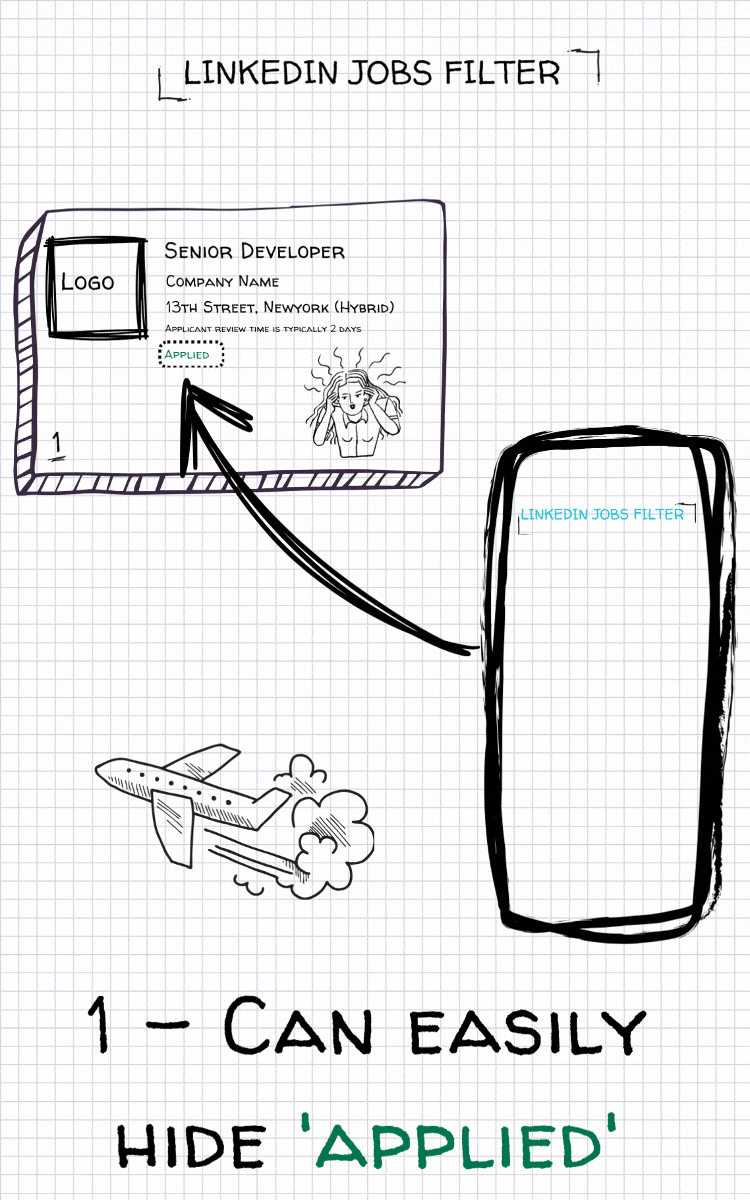 LINKEDIN JOBS FILTER
LOGO
SENIOR DEVELOPER
COMPANY NAME
13TH STREET, NEWYORK (HYBRID)
APPLICANT REVIEW TIME IS TYPICALLY 2 DAYS
APPLIED
1
LINKEDIN JOBS FILTER
1 – CAN EASILY
HIDE 'APPLIED'